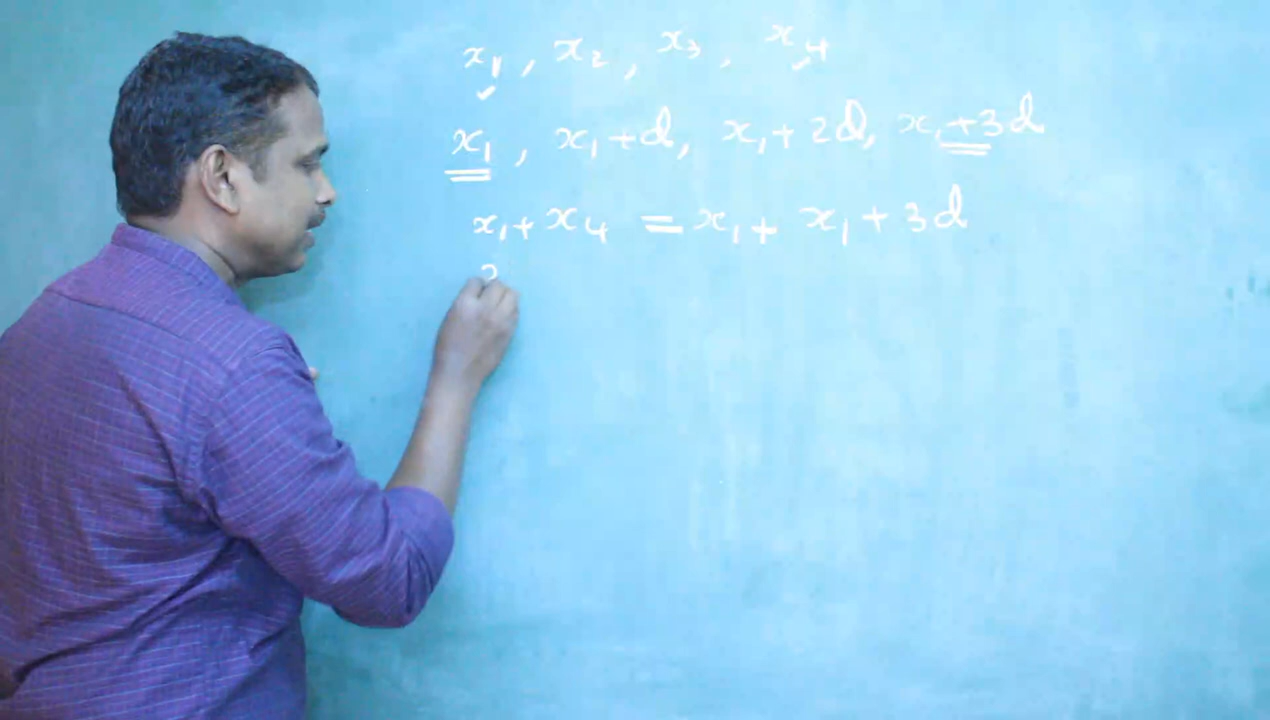 x₁, x₂, x₃, x₄
x₁, x₁+d, x₁+2d, x₁+3d
x₁+x₄ = x₁+ x₁+3d